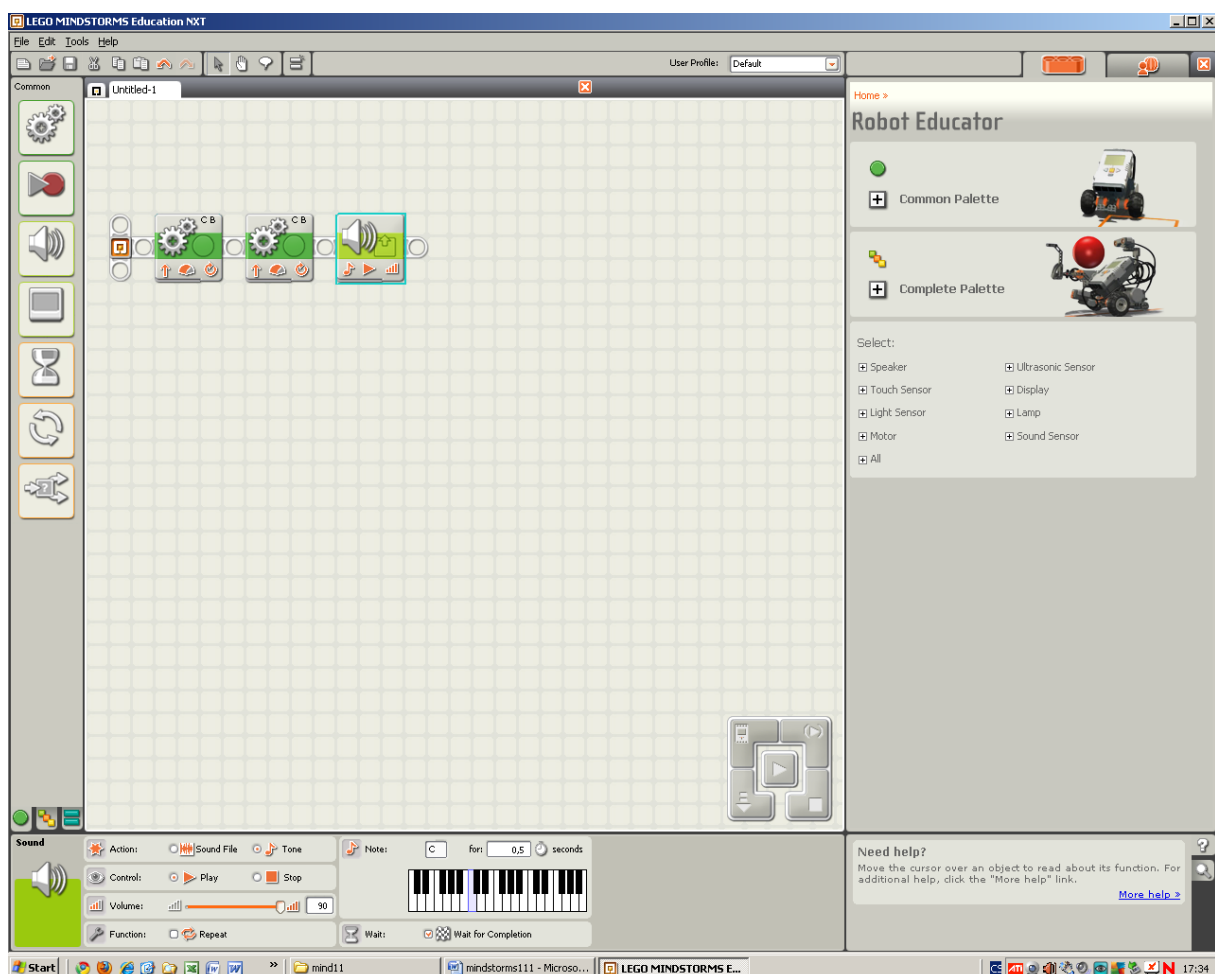 LEGO MINDSTORMS Education NXT
File Edit Tools Help
User Profile: Default
Common
Untitled-1
C B
C B
Home »
Robot Educator
Common Palette
Complete Palette
Select:
Speaker
Ultrasonic Sensor
Touch Sensor
Display
Light Sensor
Lamp
Motor
Sound Sensor
All
Sound
Action: Sound File Tone
Control: Play Stop
Volume: 90
Function: Repeat
Note: C for: 0,5 seconds
Wait: Wait for Completion
Need help?
Move the cursor over an object to read about its function. For
additional help, click the "More help" link.
More help »
Start » mind11 mindstorms111 - Microso... LEGO MINDSTORMS E... 17:34